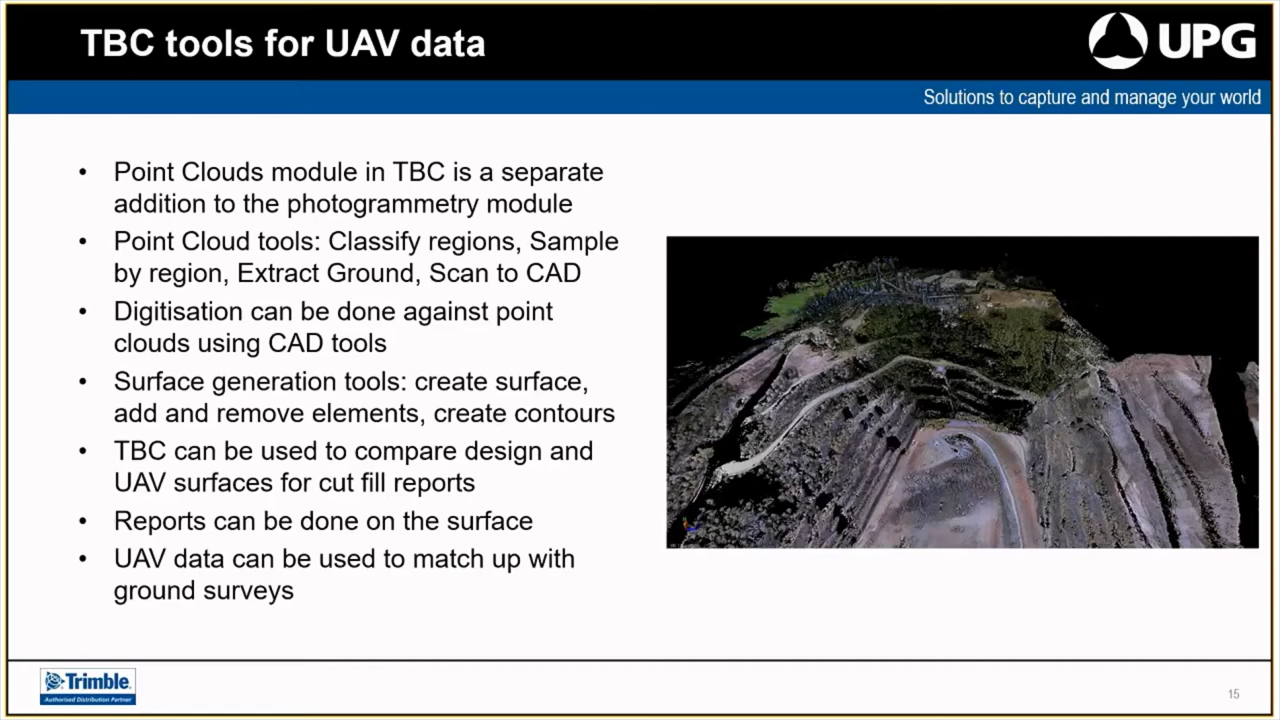 TBC tools for UAV data
UPG
Solutions to capture and manage your world
• Point Clouds module in TBC is a separate
addition to the photogrammetry module
• Point Cloud tools: Classify regions, Sample
by region, Extract Ground, Scan to CAD
• Digitisation can be done against point
clouds using CAD tools
• Surface generation tools: create surface,
add and remove elements, create contours
• TBC can be used to compare design and
UAV surfaces for cut fill reports
• Reports can be done on the surface
• UAV data can be used to match up with
ground surveys
Trimble
Authorised Distribution Partner
15